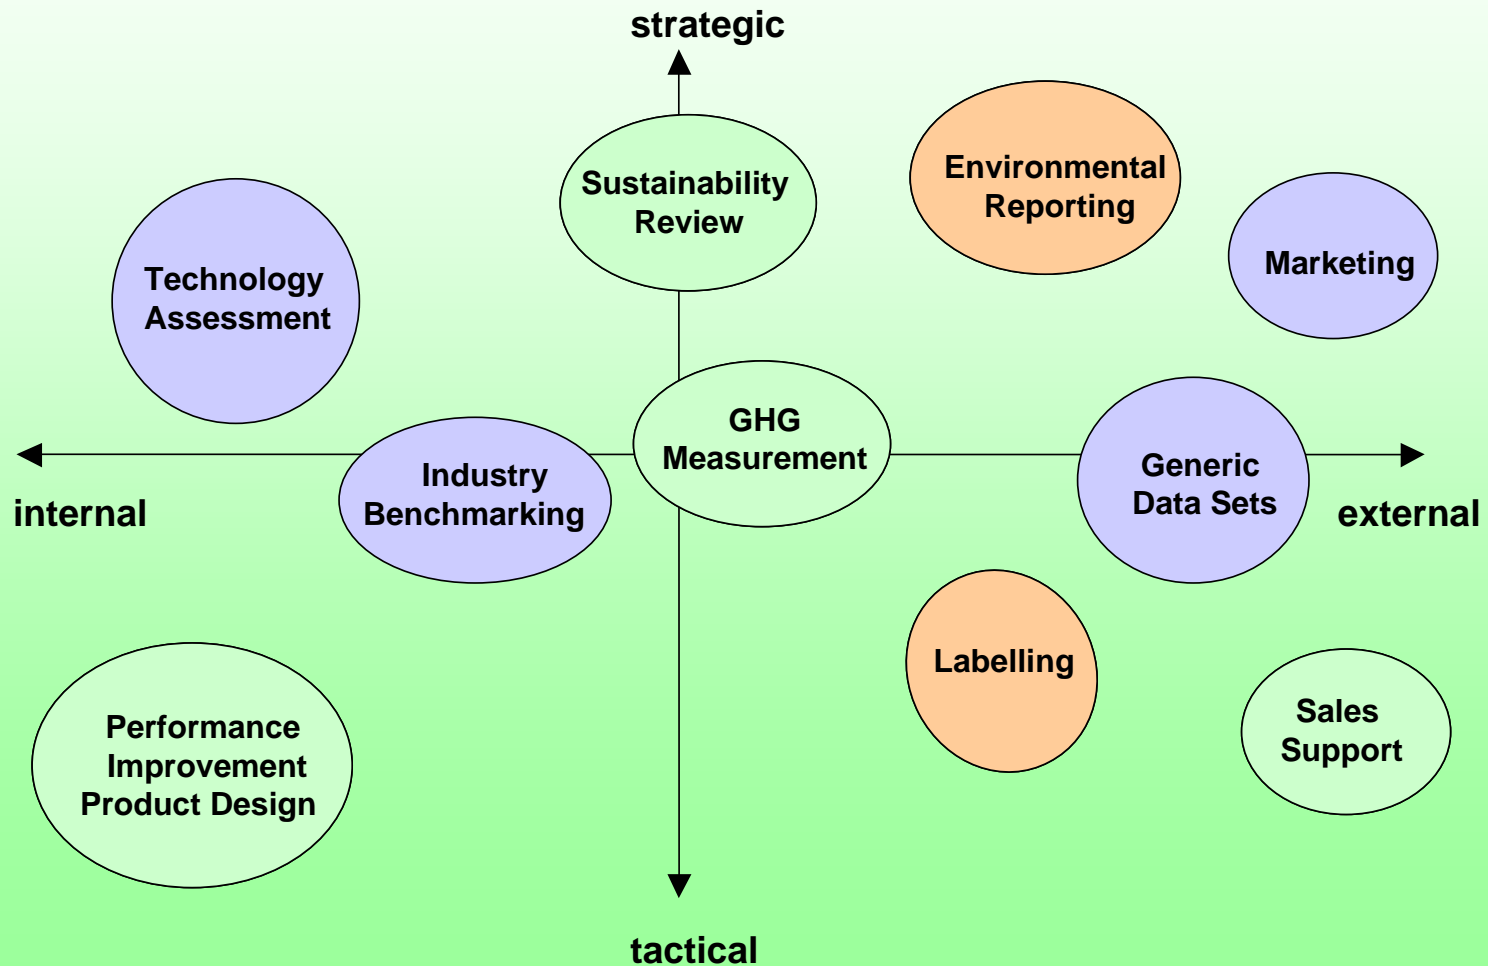 strategic
Sustainability
Review
Environmental
Reporting
Marketing
Technology
Assessment
GHG
Measurement
Industry
Benchmarking
Generic
Data Sets
internal
external
Labelling
Sales
Support
Performance
Improvement
Product Design
tactical